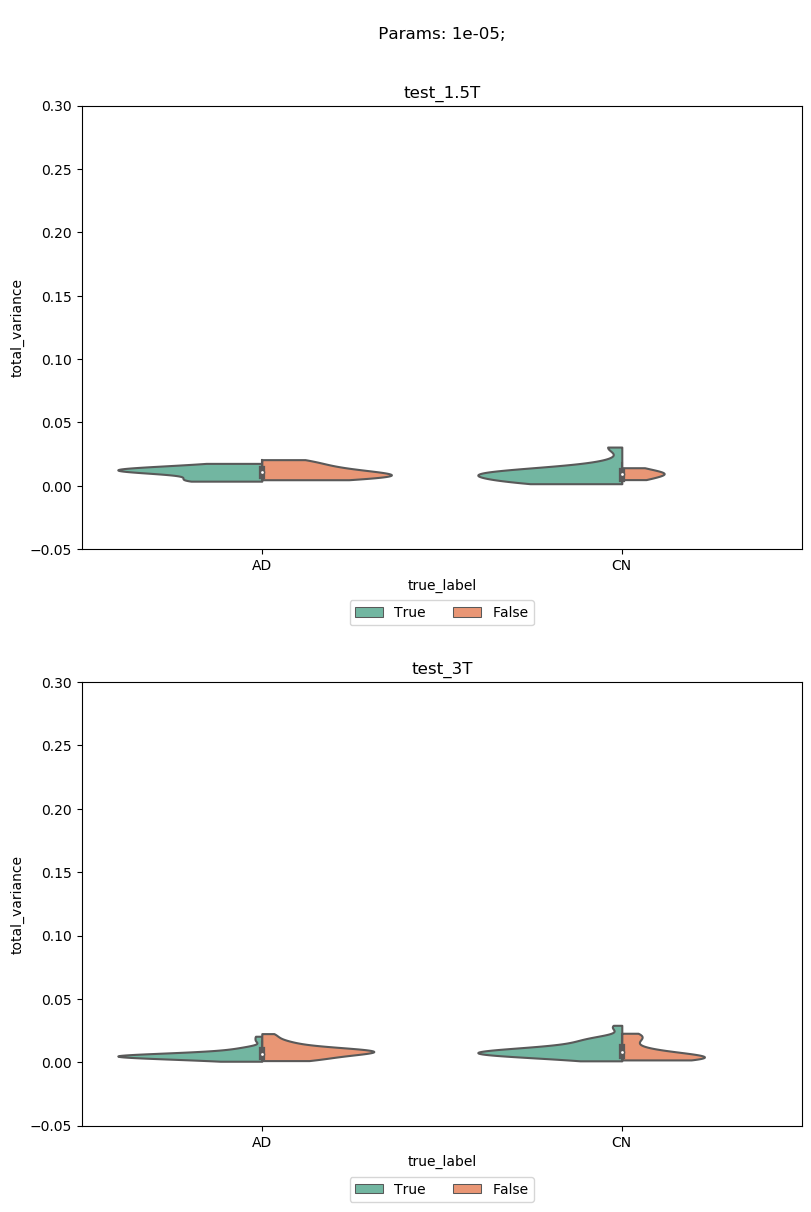 Params: 1e-05;
test_1.5T
0.30
0.25
0.20
0.15
0.10
0.05
0.00
−0.05
total_variance
AD CN
true_label
True False
test_3T
0.30
0.25
0.20
0.15
0.10
0.05
0.00
−0.05
total_variance
AD CN
true_label
True False